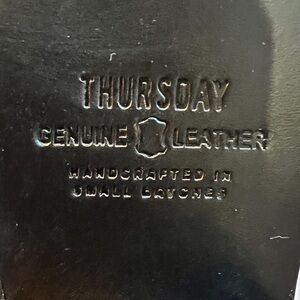 THURSDAY
GENUINE LEATHER
HANDCRAFTED IN
SMALL BATCHES